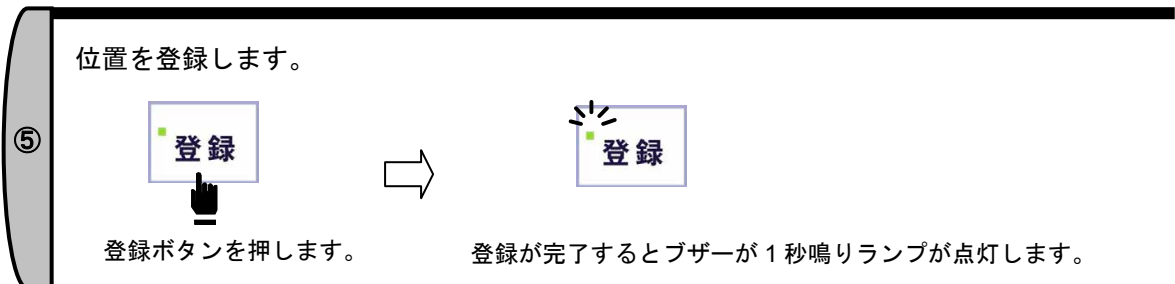 位置を登録します。
⑤
登録
登録
登録ボタンを押します。
登録が完了するとブザーが1秒鳴りランプが点灯します。